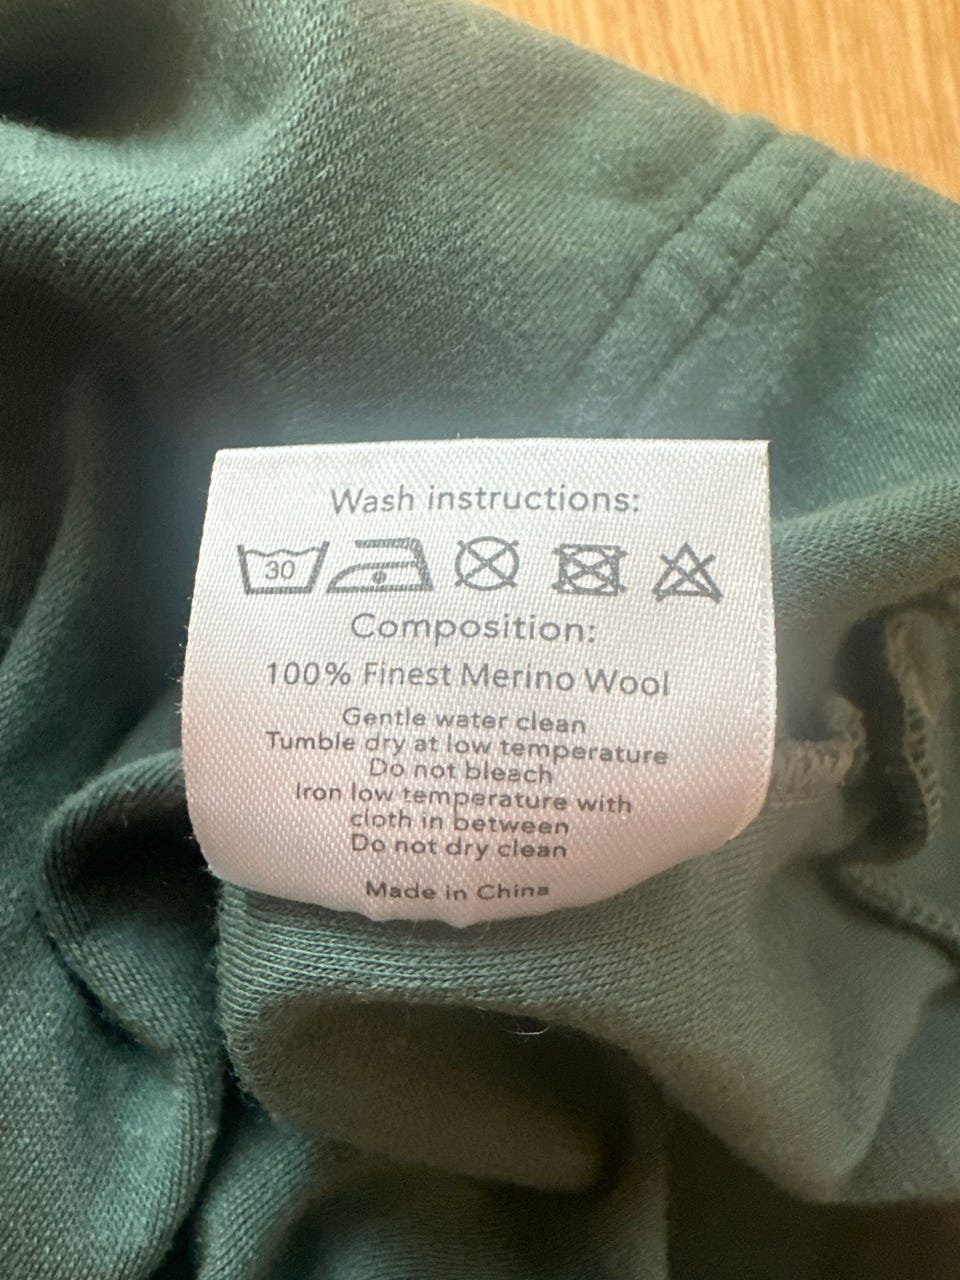 Wash instructions:
30
Composition:
100% Finest Merino Wool
Gentle water clean
Tumble dry at low temperature
Do not bleach
Iron low temperature with
cloth in between
Do not dry clean
Made in China